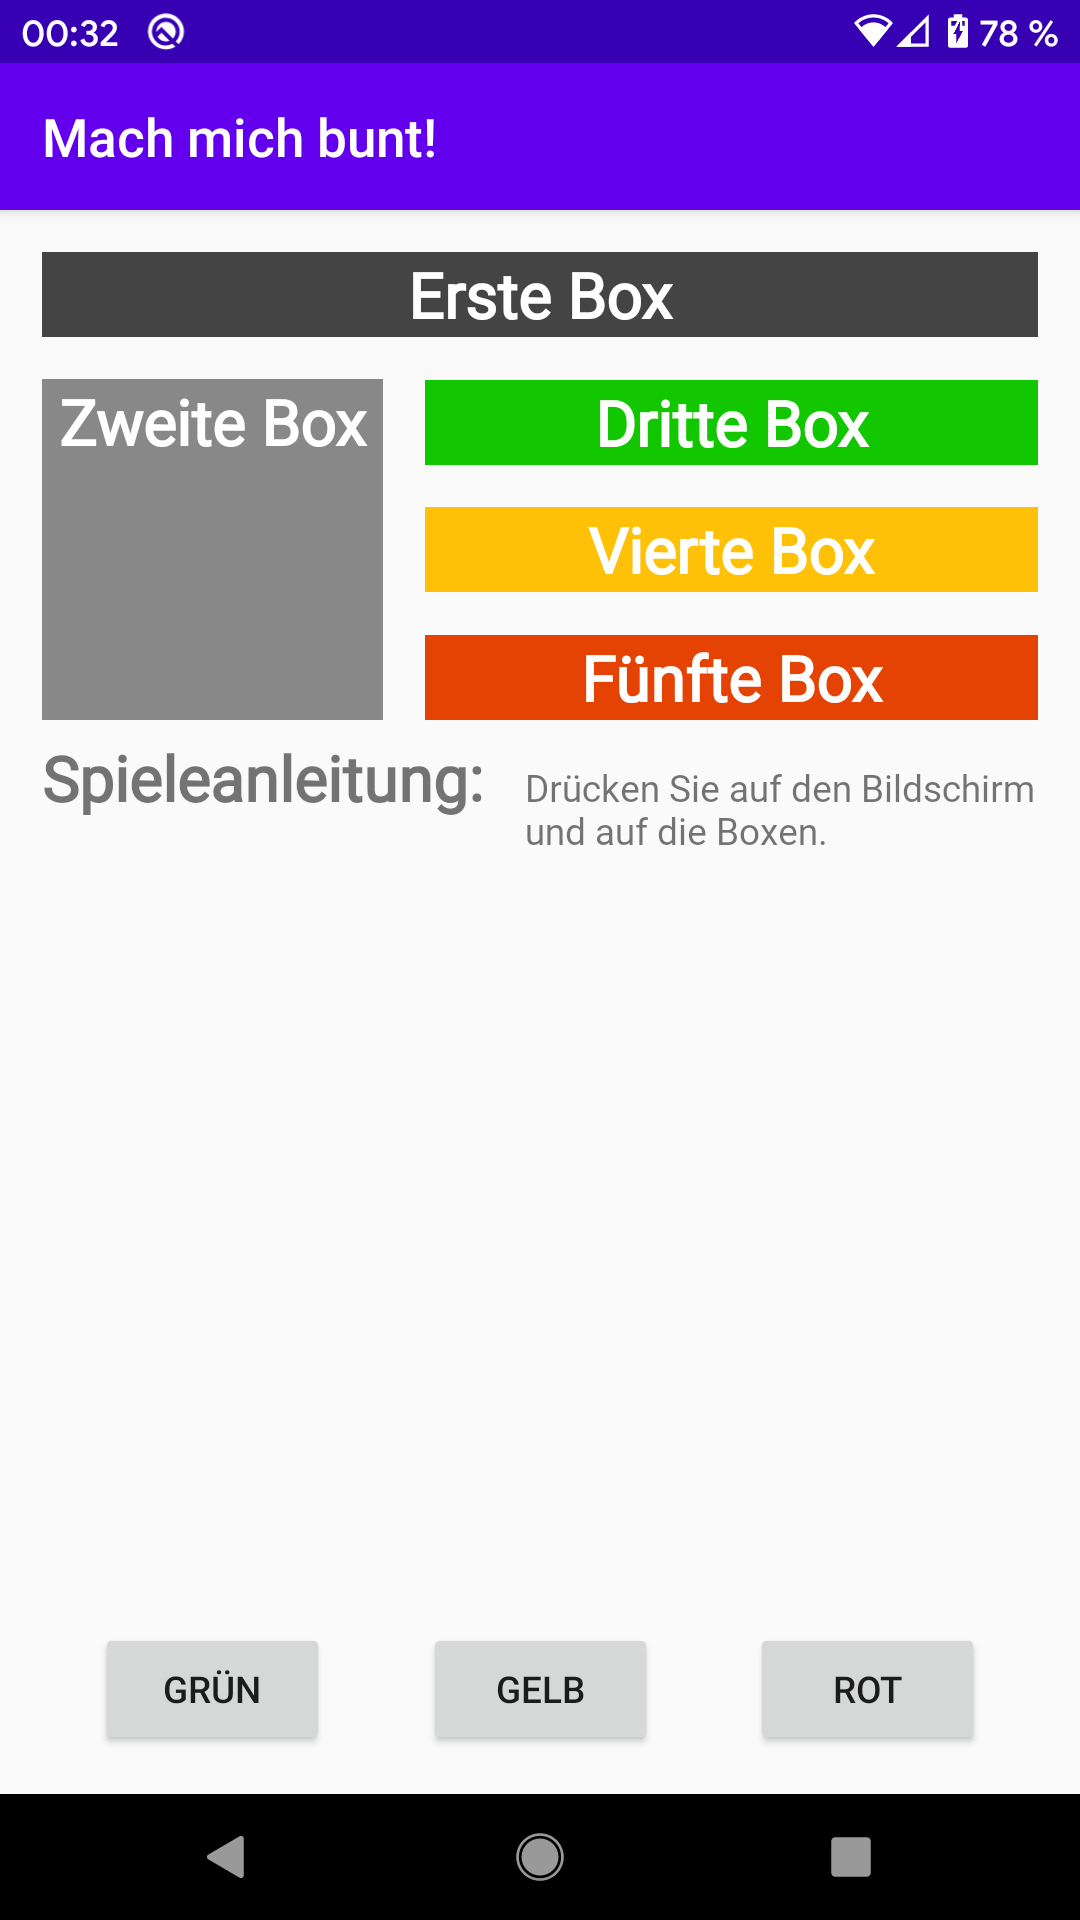 00:32
78 %
Mach mich bunt!
Erste Box
Zweite Box
Dritte Box
Vierte Box
Fünfte Box
Spieleanleitung:
Drücken Sie auf den Bildschirm
und auf die Boxen.
GRÜN
GELB
ROT